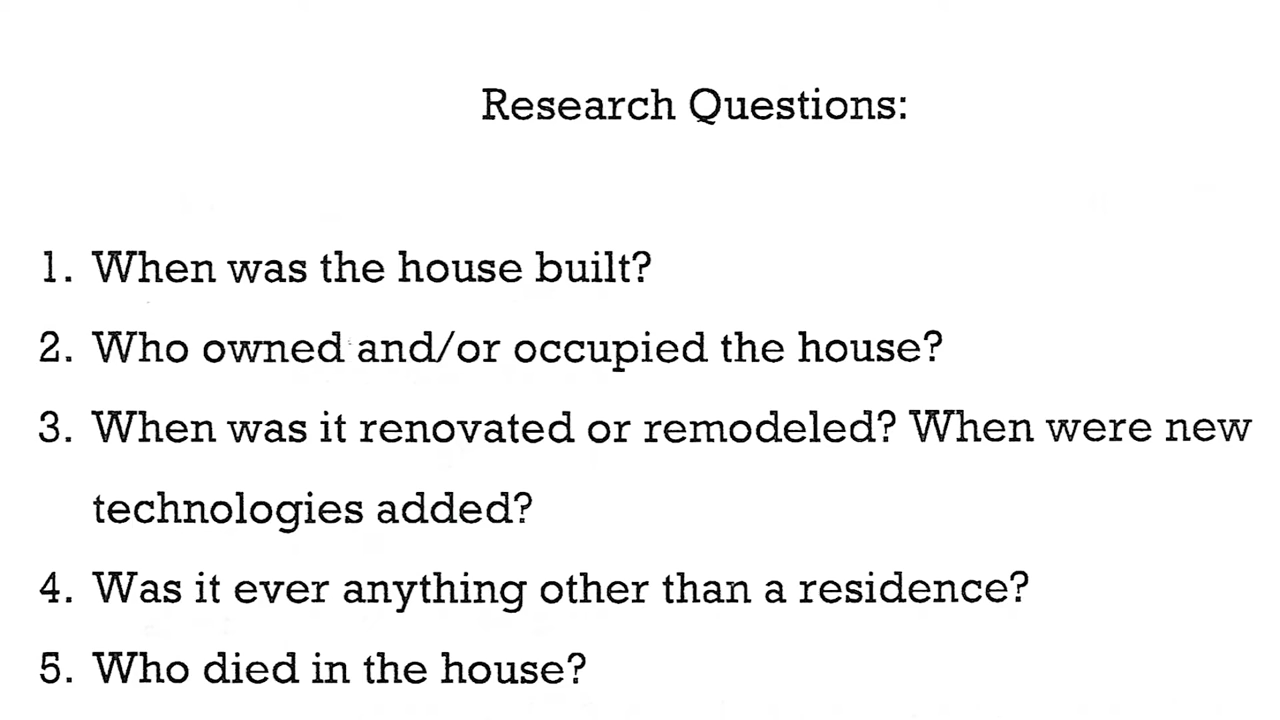 Research Questions:
1. When was the house built?
2. Who owned and/or occupied the house?
3. When was it renovated or remodeled? When were new
technologies added?
4. Was it ever anything other than a residence?
5. Who died in the house?